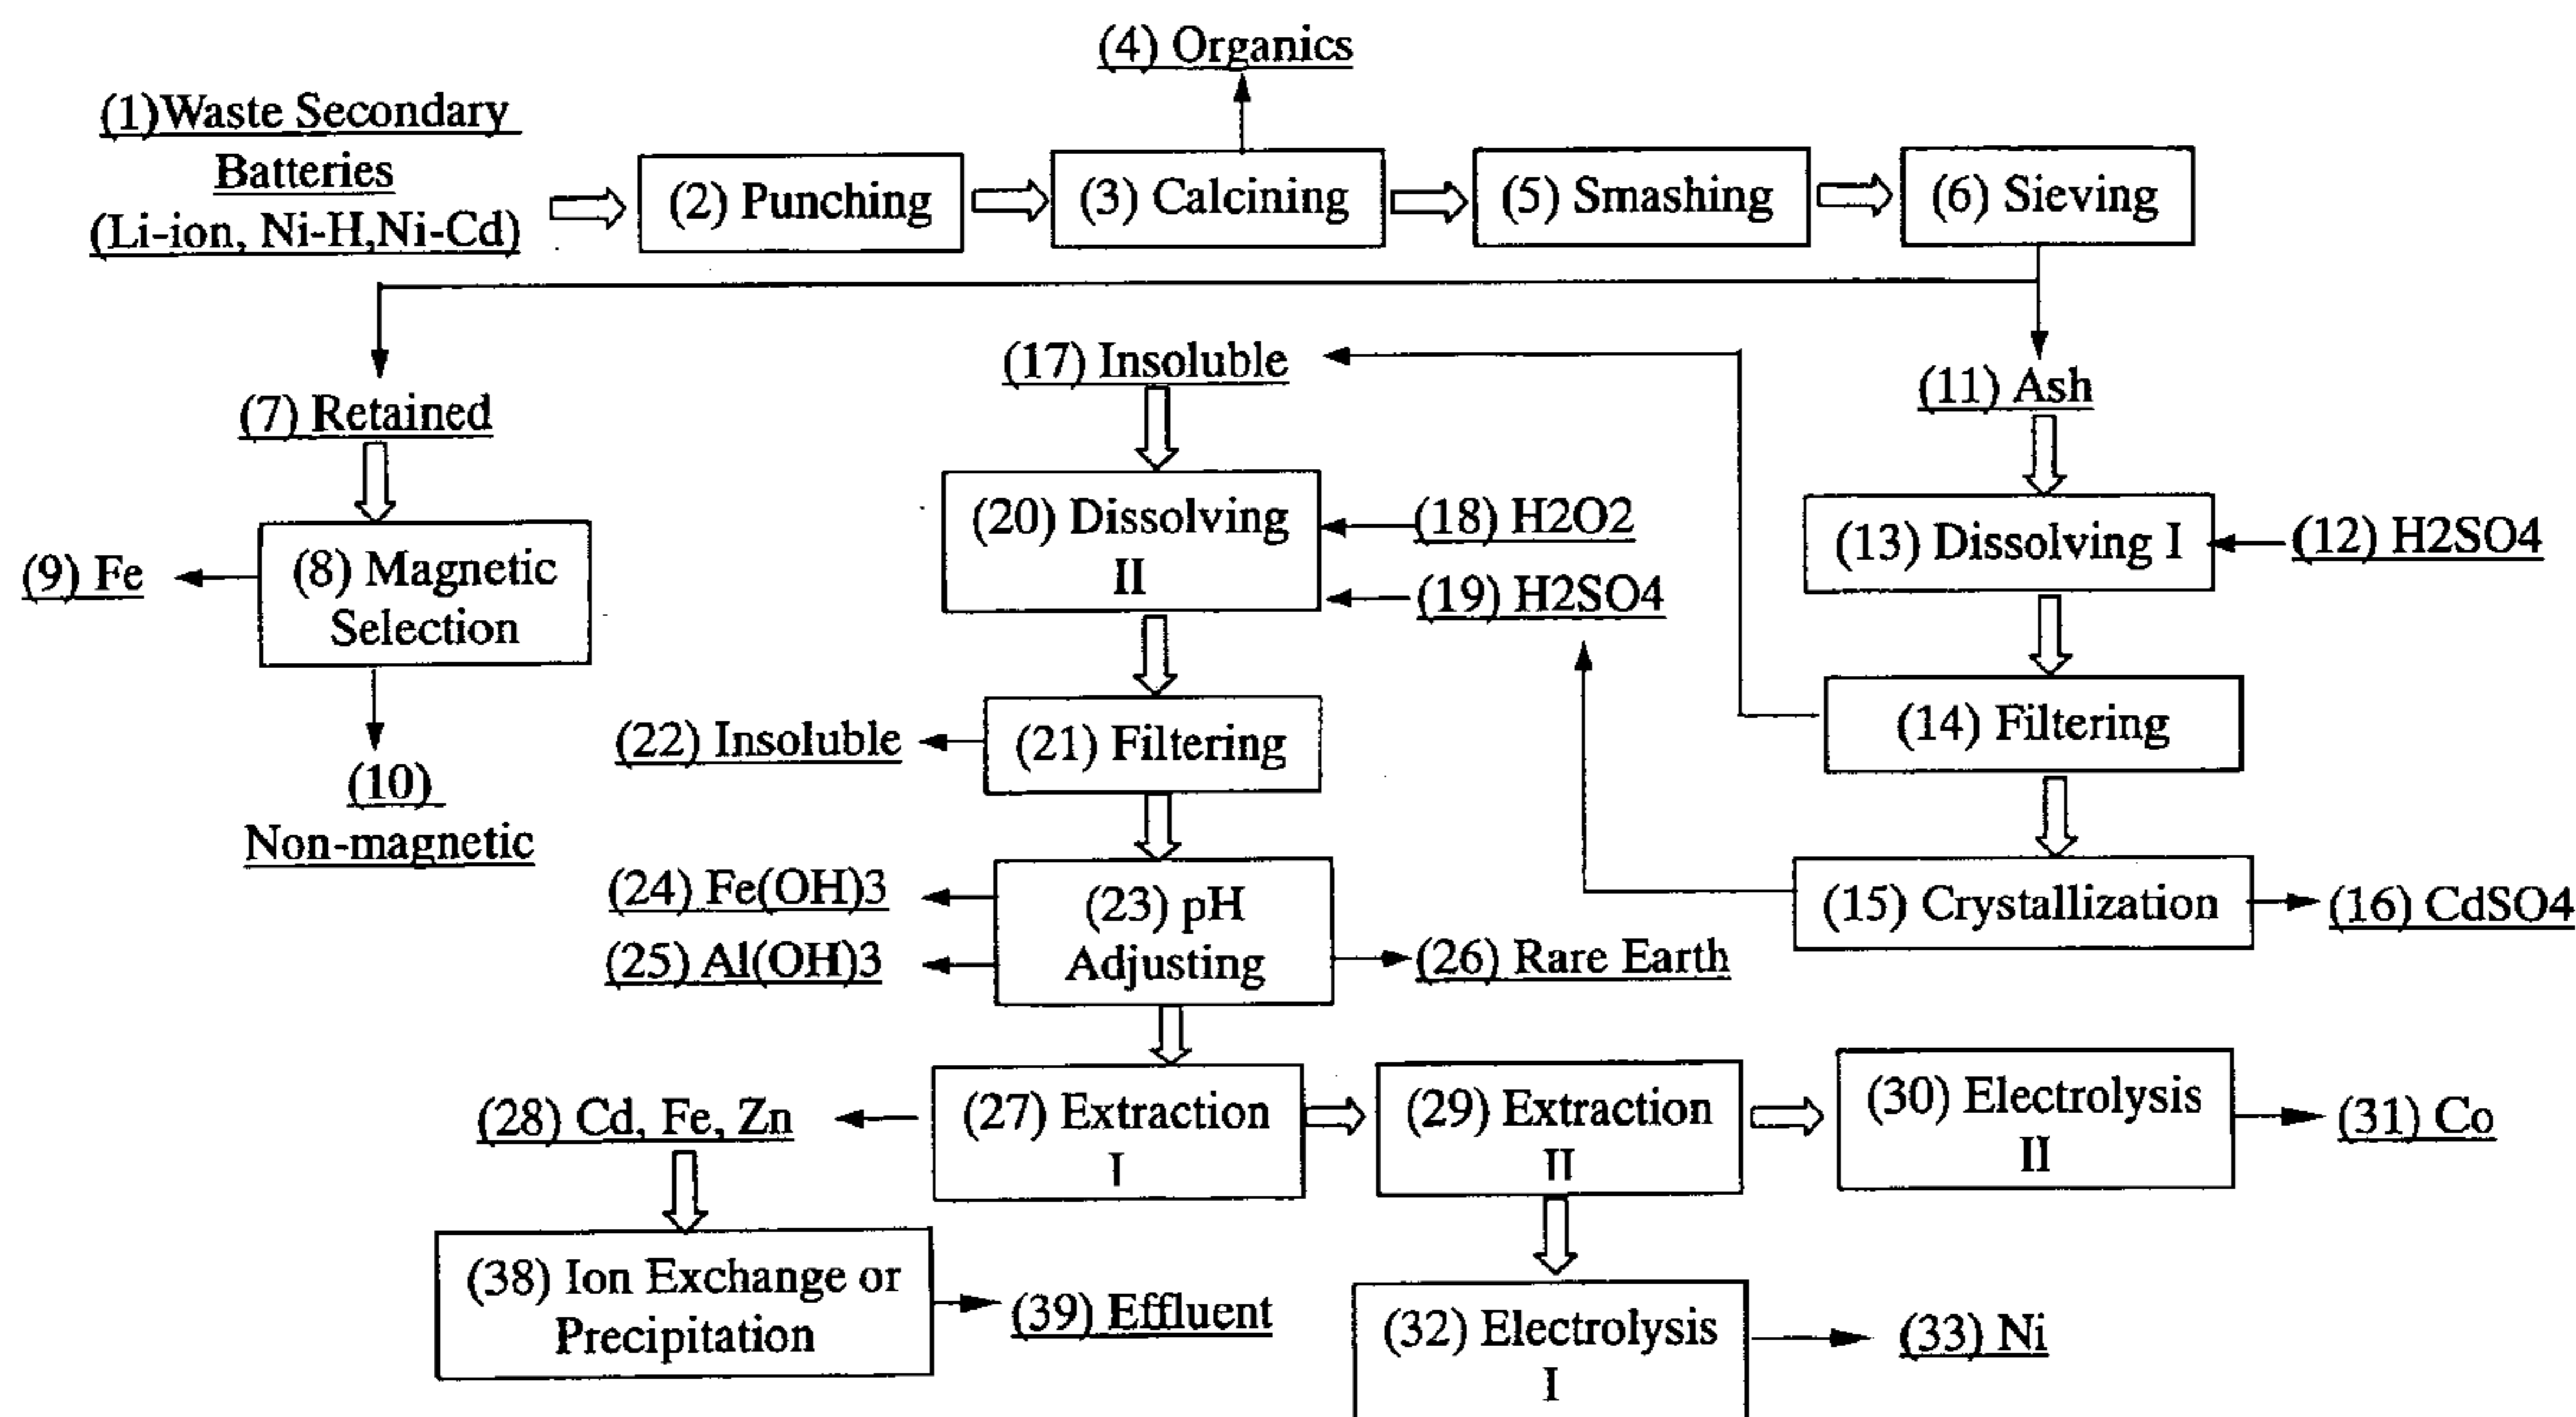 (4) Organics
(1)Waste Secondary
Batteries
(Li-ion, Ni-H,Ni-Cd)
(2) Punching
(3) Calcining
(5) Smashing
(6) Sieving
(7) Retained
(8) Magnetic
Selection
(9) Fe
(10)
Non-magnetic
(11) Ash
(12) H2SO4
(13) Dissolving I
(14) Filtering
(15) Crystallization
(16) CdSO4
(17) Insoluble
(18) H2O2
(19) H2SO4
(20) Dissolving
II
(21) Filtering
(22) Insoluble
(23) pH
Adjusting
(24) Fe(OH)3
(25) Al(OH)3
(26) Rare Earth
(27) Extraction
I
(28) Cd, Fe, Zn
(29) Extraction
II
(30) Electrolysis
II
(31) Co
(32) Electrolysis
I
(33) Ni
(38) Ion Exchange or
Precipitation
(39) Effluent